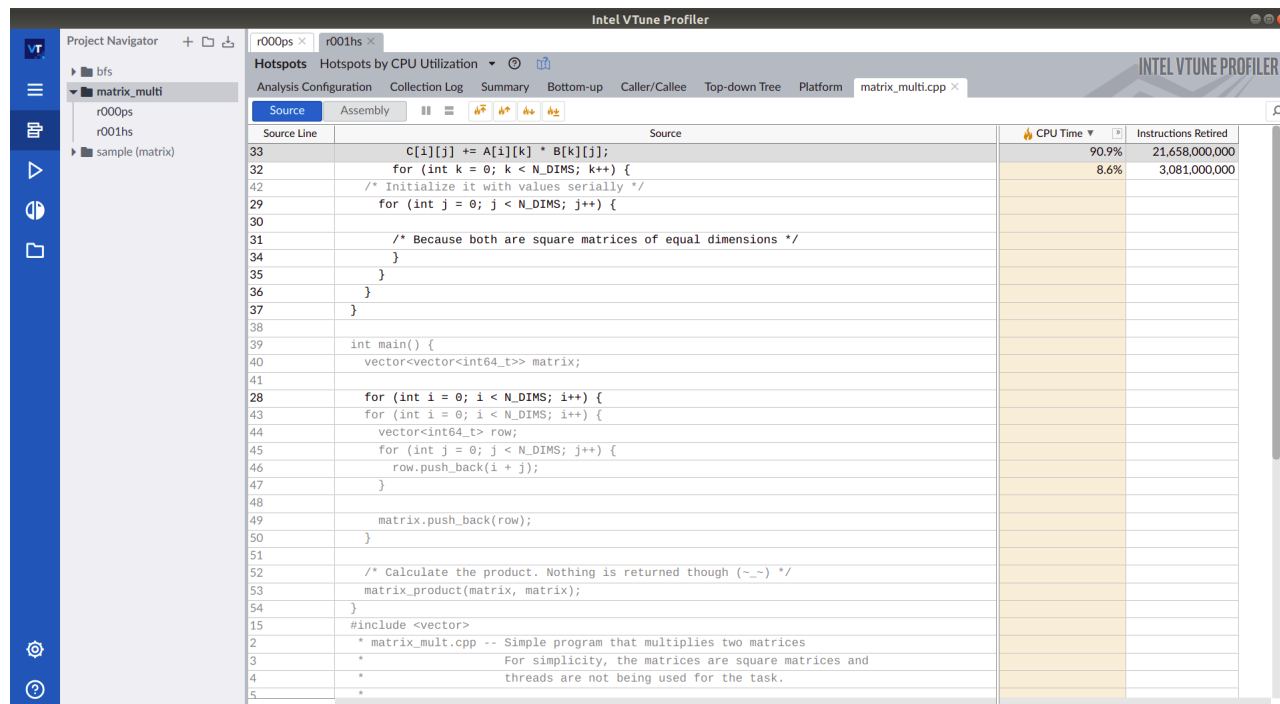 Intel VTune Profiler
VT
Project Navigator
bfs
matrix_multi
r000ps
r001hs
sample (matrix)
r000ps
r001hs
Hotspots Hotspots by CPU Utilization
INTEL VTUNE PROFILER
Analysis Configuration Collection Log Summary Bottom-up Caller/Callee Top-down Tree Platform matrix_multi.cpp
Source Assembly
Source Line Source CPU Time Instructions Retired
33 C[i][j] += A[i][k] * B[k][j]; 90.9% 21,658,000,000
32 for (int k = 0; k < N_DIMS; k++) { 8.6% 3,081,000,000
42 /* Initialize it with values serially */
29 for (int j = 0; j < N_DIMS; j++) {
30
31 /* Because both are square matrices of equal dimensions */
34 }
35 }
36 }
37 }
38
39 int main() {
40 vector<vector<int64_t>> matrix;
41
28 for (int i = 0; i < N_DIMS; i++) {
43 for (int i = 0; i < N_DIMS; i++) {
44 vector<int64_t> row;
45 for (int j = 0; j < N_DIMS; j++) {
46 row.push_back(i + j);
47 }
48
49 matrix.push_back(row);
50 }
51
52 /* Calculate the product. Nothing is returned though (~_~) */
53 matrix_product(matrix, matrix);
54 }
15 #include <vector>
2 * matrix_mult.cpp -- Simple program that multiplies two matrices
3 * For simplicity, the matrices are square matrices and
4 * threads are not being used for the task.
5 *